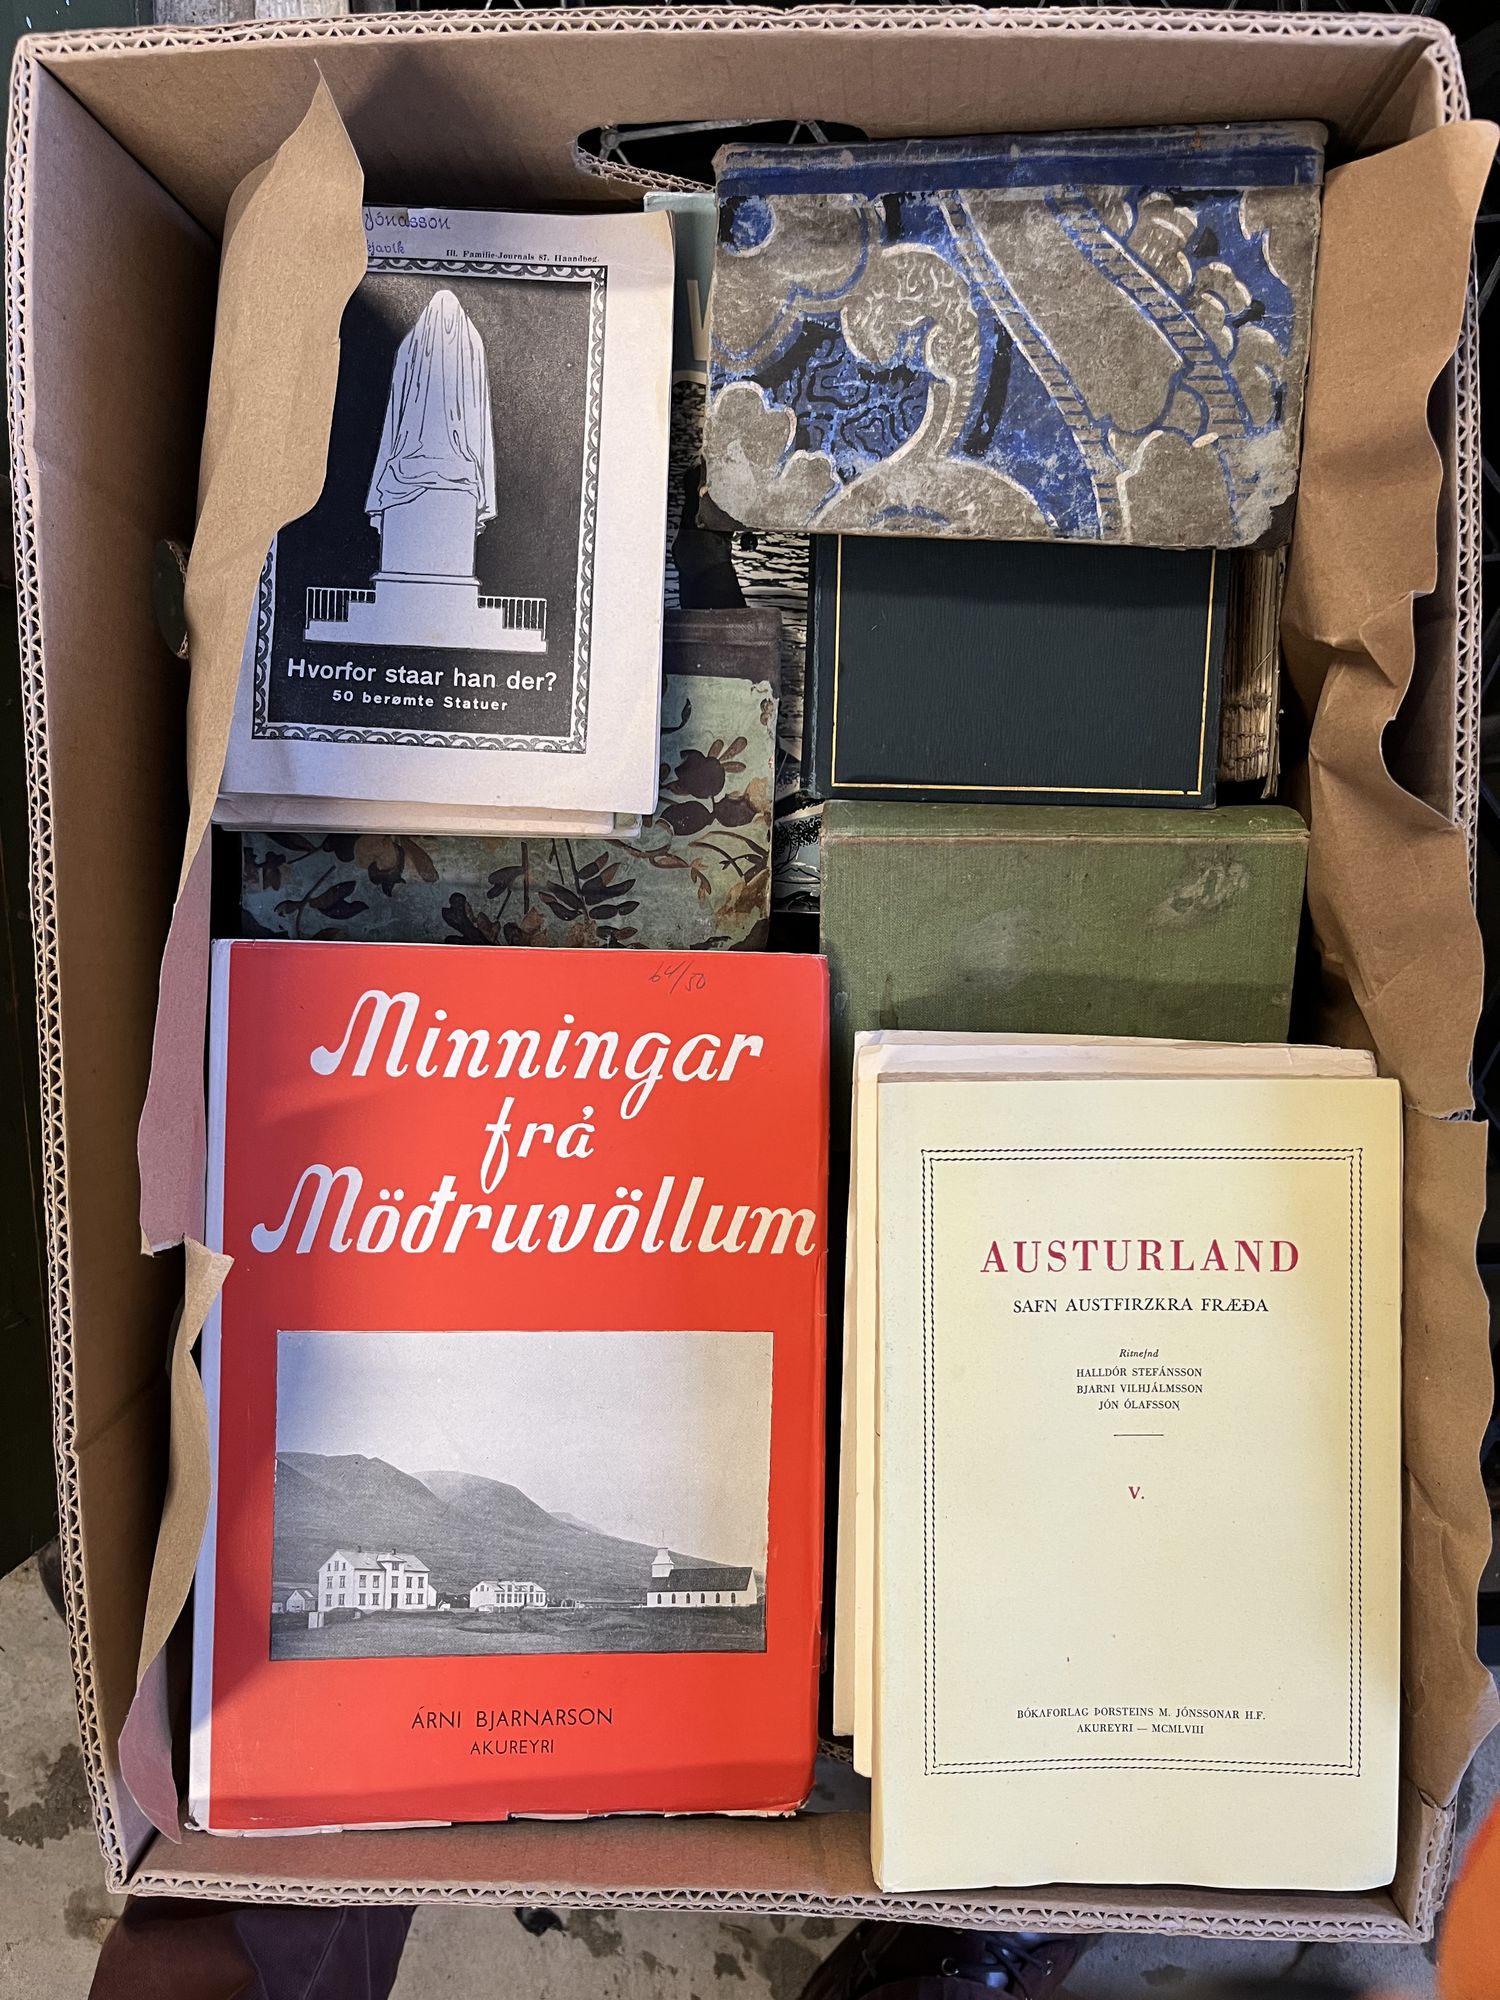 Jónasson
Ill. Familie-Journals 87. Haandbog.
Hvorfor staar han der?
50 berømte Statuer
64/50
Minningar
frá
Möðruvöllum
ÁRNI BJARNARSON
AKUREYRI
AUSTURLAND
SAFN AUSTFIRZKRA FRÆÐA
Ritnefnd
HALLDÓR STEFÁNSSON
BJARNI VILHJÁLMSSON
JÓN ÓLAFSSON
V.
BÓKAFORLAG ÞORSTEINS M. JÓNSSONAR H.F.
AKUREYRI — MCMLVIII